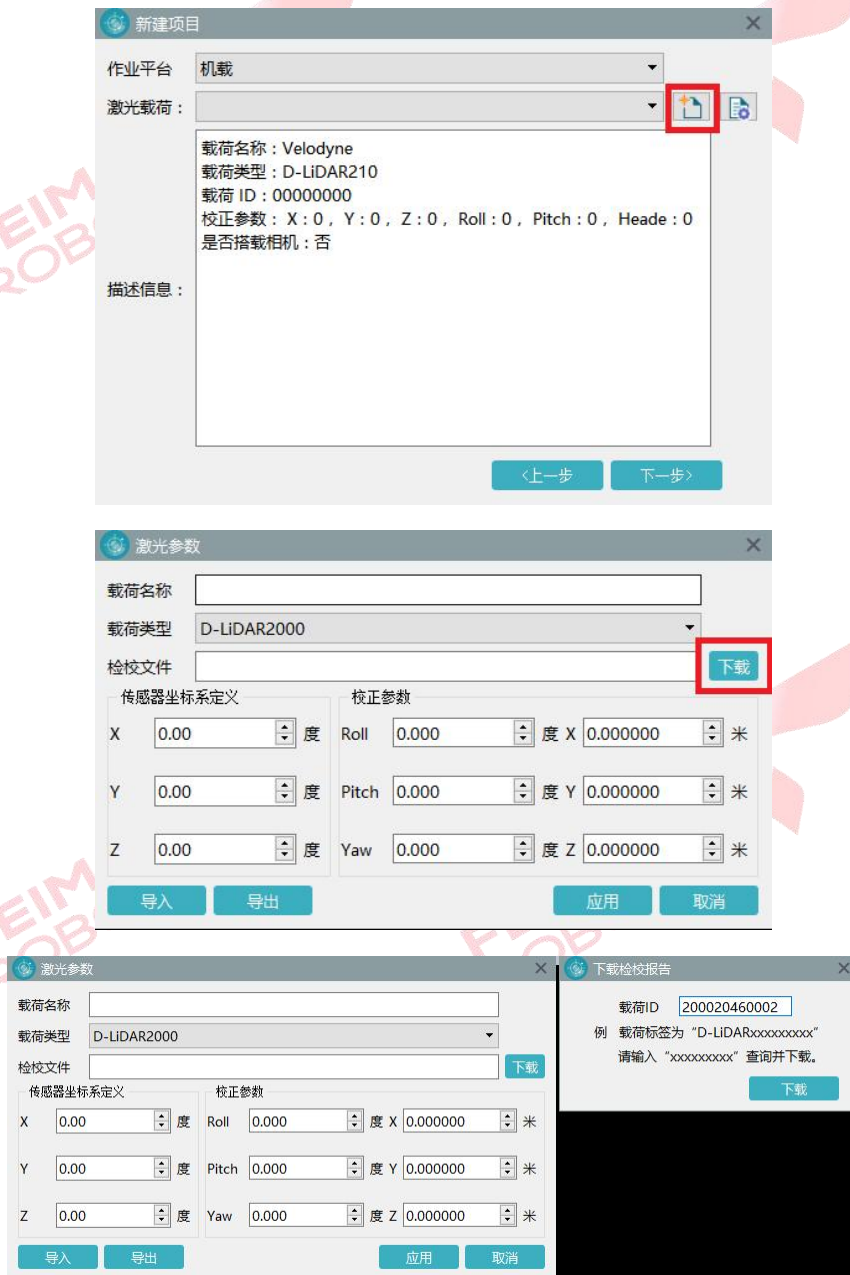 新建项目
作业平台 机载
激光载荷：
载荷名称：Velodyne
载荷类型：D-LiDAR210
载荷 ID：00000000
校正参数： X：0， Y：0， Z：0， Roll：0， Pitch：0， Heade：0
是否搭载相机：否
描述信息：
<上一步 下一步>
激光参数
载荷名称
载荷类型 D-LiDAR2000
检校文件 下载
传感器坐标系定义 校正参数
X 0.00 度 Roll 0.000 度 X 0.000000 米
Y 0.00 度 Pitch 0.000 度 Y 0.000000 米
Z 0.00 度 Yaw 0.000 度 Z 0.000000 米
导入 导出 应用 取消
激光参数
载荷名称
载荷类型 D-LiDAR2000
检校文件 下载
传感器坐标系定义 校正参数
X 0.00 度 Roll 0.000 度 X 0.000000 米
Y 0.00 度 Pitch 0.000 度 Y 0.000000 米
Z 0.00 度 Yaw 0.000 度 Z 0.000000 米
导入 导出 应用 取消
下载检校报告
载荷ID 200020460002
例 载荷标签为“D-LiDARxxxxxxxxx”
请输入“xxxxxxxxx”查询并下载。
下载